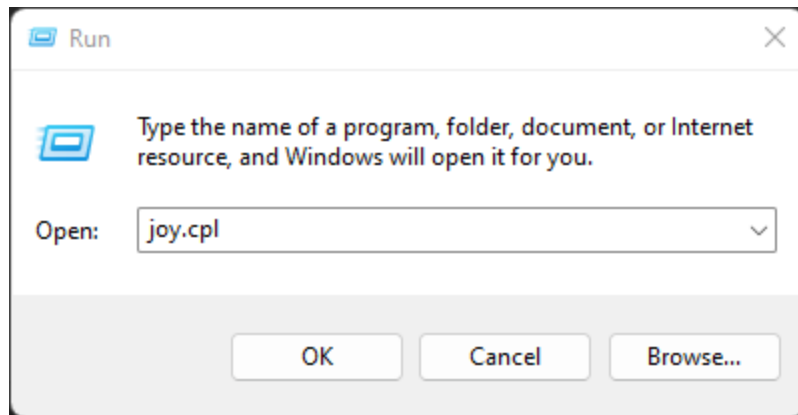 Run
Type the name of a program, folder, document, or Internet
resource, and Windows will open it for you.
Open: joy.cpl
OK Cancel Browse...